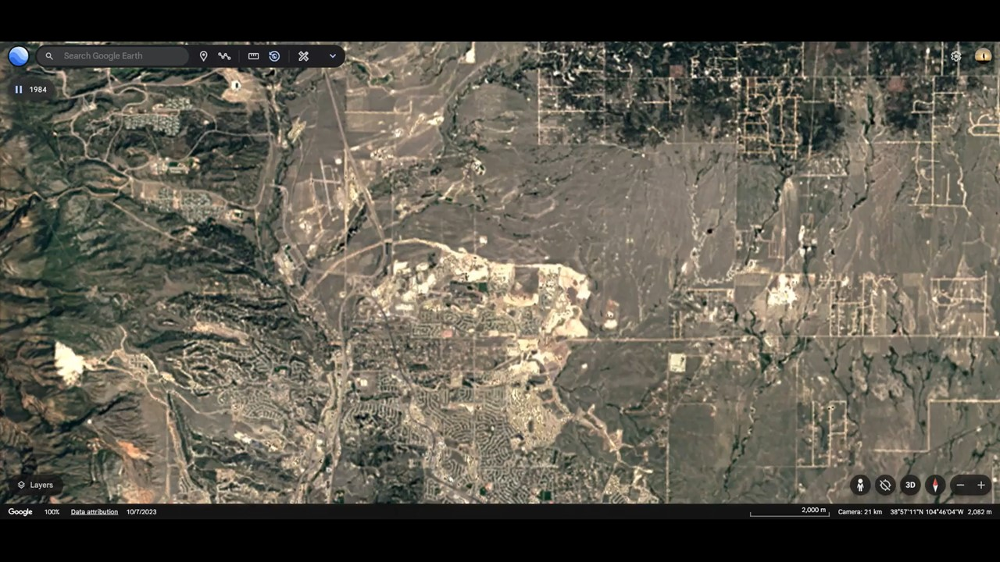 Search Google Earth
1984
Layers
3D
Google 100% Data attribution 10/7/2023
2,000 m Camera: 21 km 38°57'11"N 104°46'04"W 2,082 m